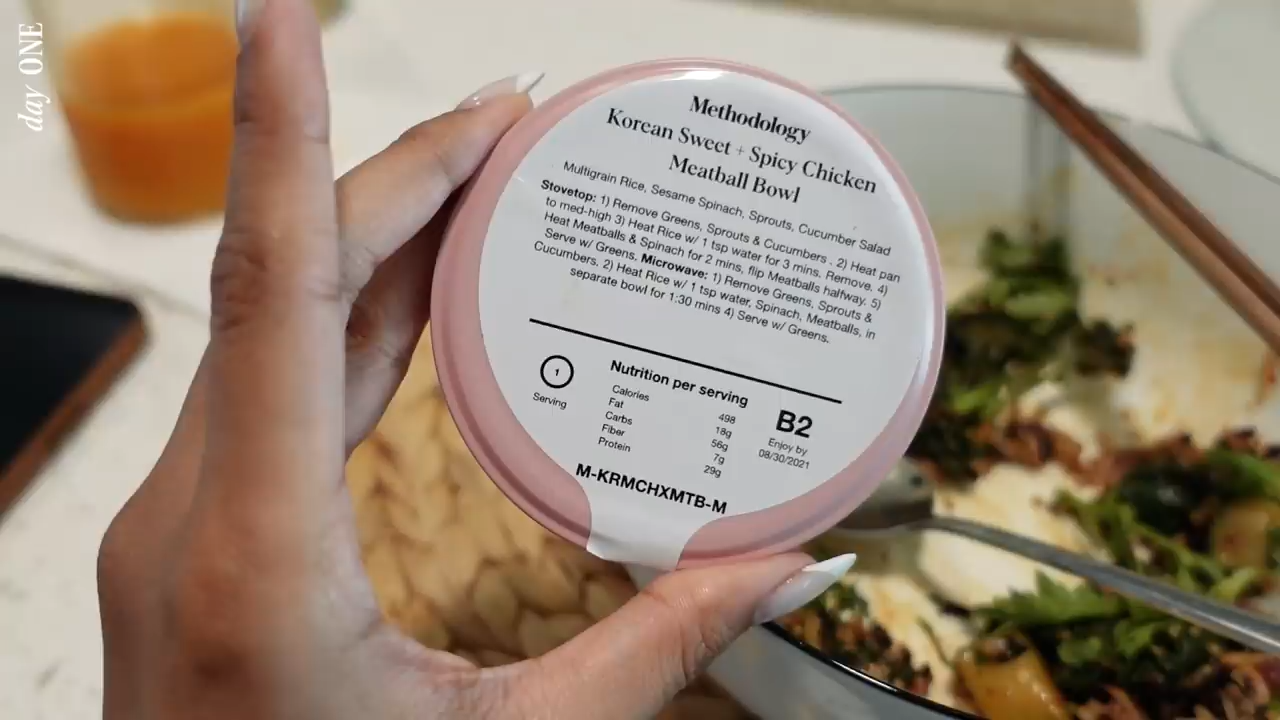 day ONE
Methodology
Korean Sweet + Spicy Chicken
Meatball Bowl
Multigrain Rice, Sesame Spinach, Sprouts, Cucumber Salad
Stovetop: 1) Remove Greens, Sprouts & Cucumbers . 2) Heat pan
to med-high 3) Heat Rice w/ 1 tsp water for 3 mins. Remove. 4)
Heat Meatballs & Spinach for 2 mins, flip Meatballs halfway. 5)
Serve w/ Greens. Microwave: 1) Remove Greens, Sprouts &
Cucumbers. 2) Heat Rice w/ 1 tsp water, Spinach, Meatballs, in
separate bowl for 1:30 mins 4) Serve w/ Greens.
1
Serving
Nutrition per serving
Calories 498
Fat 18g
Carbs 56g
Fiber 7g
Protein 29g
B2
Enjoy by
08/30/2021
M-KRMCHXMTB-M